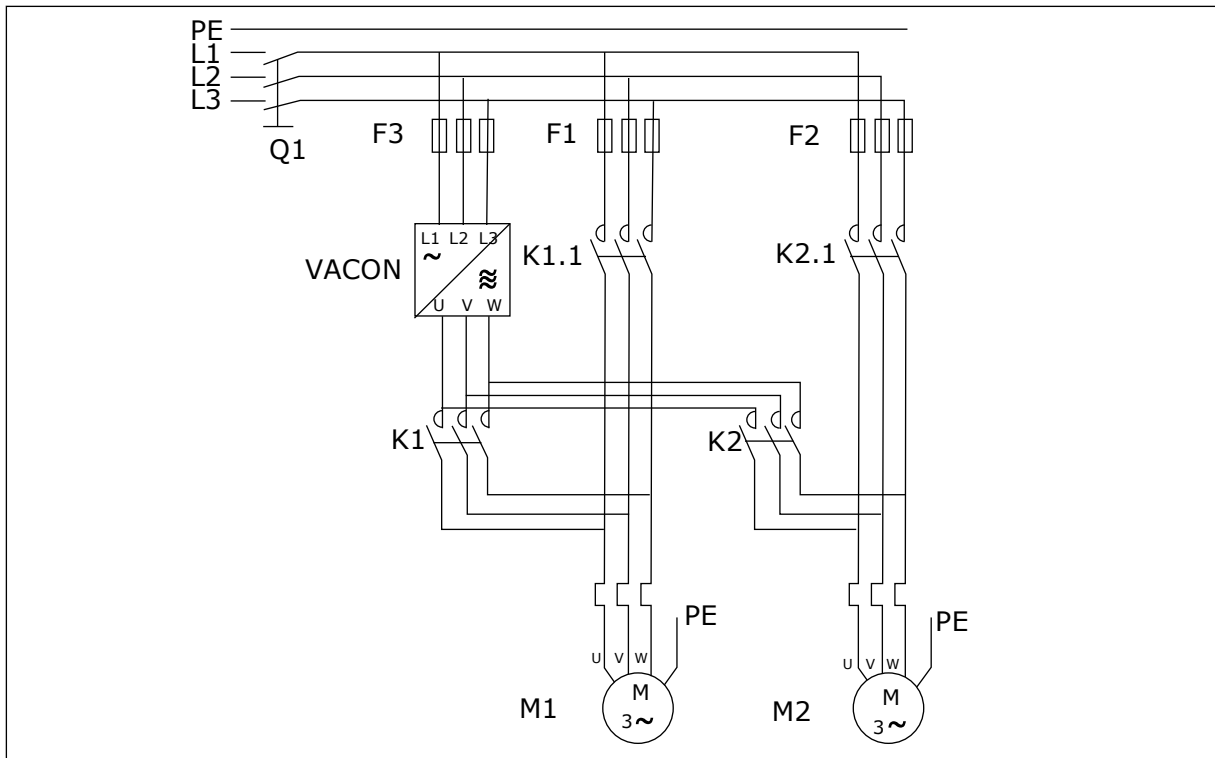 PE
L1
L2
L3
Q1
F3
F1
F2
L1 L2 L3
~
≋
U V W
VACON
K1.1
K2.1
K1
K2
PE
PE
U V W
U V W
M
3~
M
3~
M1
M2